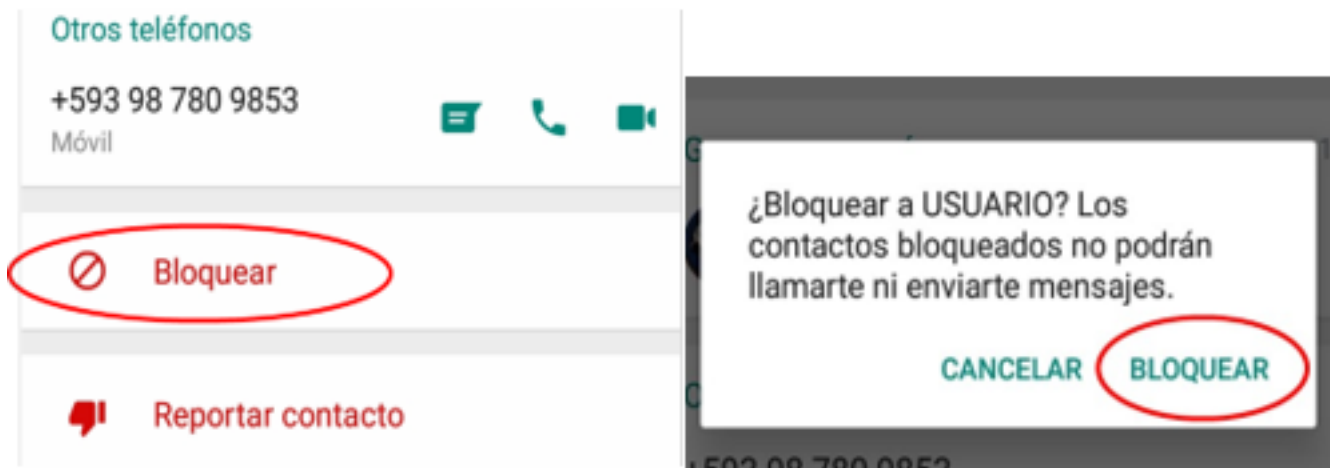 Otros teléfonos
+593 98 780 9853
Móvil
Bloquear
Reportar contacto
¿Bloquear a USUARIO? Los
contactos bloqueados no podrán
llamarte ni enviarte mensajes.
CANCELAR BLOQUEAR